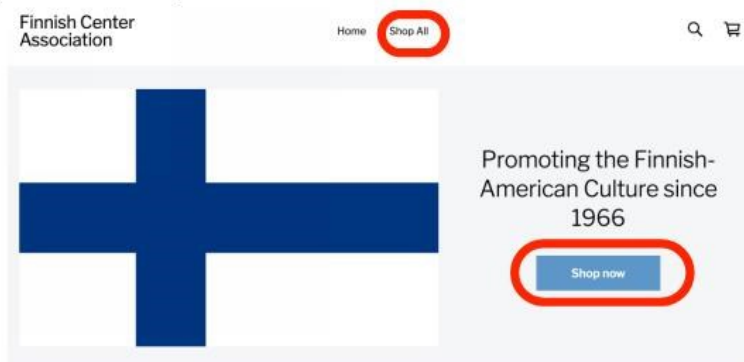 Finnish Center
Association
Home
Shop All
Promoting the Finnish-
American Culture since
1966
Shop now